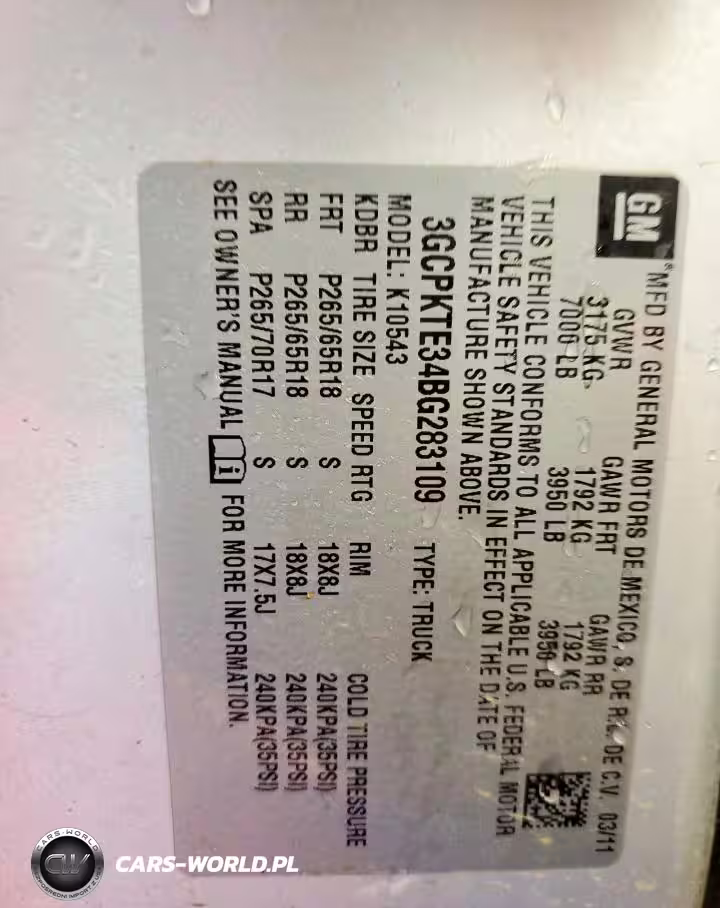 GM
®MFD BY GENERAL MOTORS DE MEXICO, S. DE R.L. DE C.V. 03/11
GVWR GAWR FRT GAWR RR
3175 KG 1792 KG 1792 KG
7000 LB 3950 LB 3950 LB
THIS VEHICLE CONFORMS TO ALL APPLICABLE U.S. FEDERAL MOTOR
VEHICLE SAFETY STANDARDS IN EFFECT ON THE DATE OF
MANUFACTURE SHOWN ABOVE.
3GCPKTE34BG283109 TYPE: TRUCK
MODEL: K10543
KDBR TIRE SIZE SPEED RTG RIM COLD TIRE PRESSURE
FRT P265/65R18 S 18X8J 240KPA(35PSI)
RR P265/65R18 S 18X8J 240KPA(35PSI)
SPA P265/70R17 S 17X7.5J 240KPA(35PSI)
SEE OWNER'S MANUAL i FOR MORE INFORMATION.
CARS-WORLD
CW
CARS-WORLD.PL